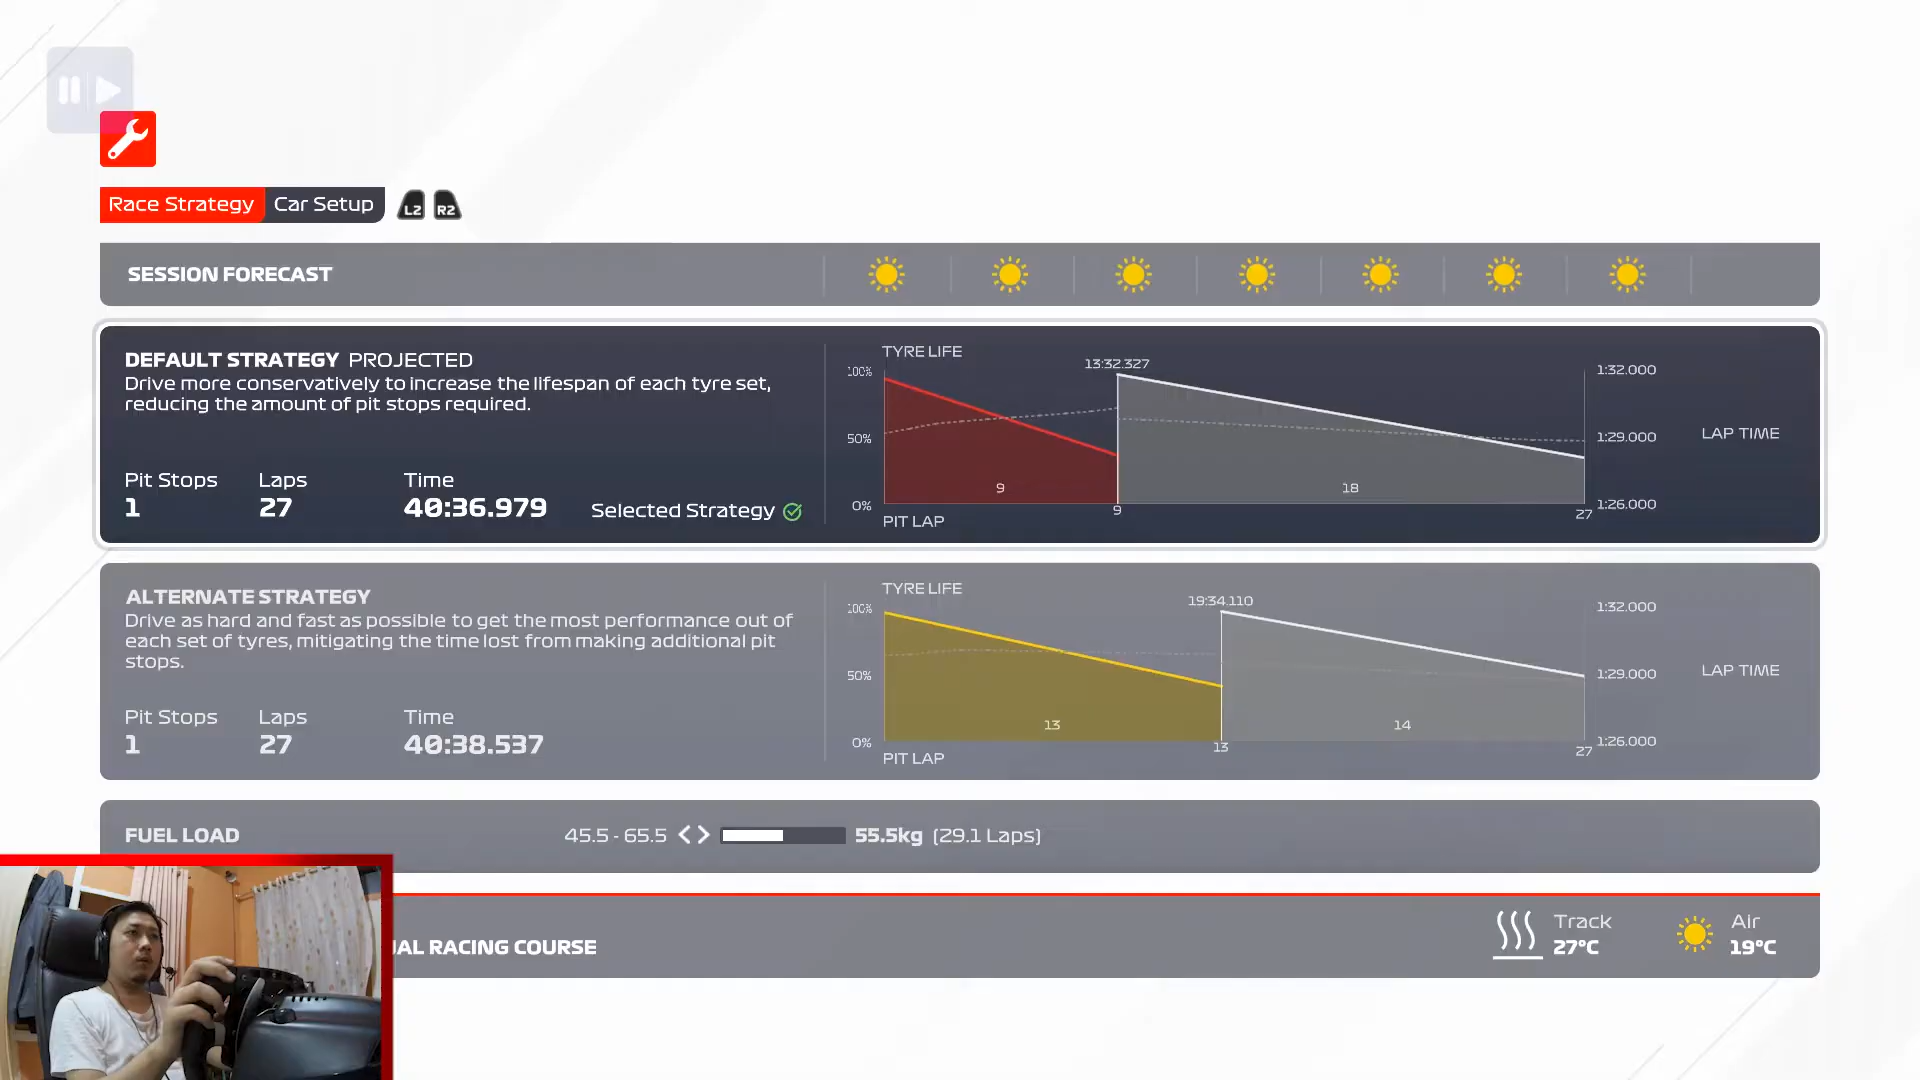 Race Strategy Car Setup L2 R2
SESSION FORECAST
DEFAULT STRATEGY PROJECTED
Drive more conservatively to increase the lifespan of each tyre set,
reducing the amount of pit stops required.
Pit Stops Laps Time
1 27 40:36.979 Selected Strategy
TYRE LIFE
13:32.327
100% 1:32.000
50% 1:29.000 LAP TIME
9 18
0% 9 27 1:26.000
PIT LAP
ALTERNATE STRATEGY
Drive as hard and fast as possible to get the most performance out of
each set of tyres, mitigating the time lost from making additional pit
stops.
Pit Stops Laps Time
1 27 40:38.537
TYRE LIFE
19:34.110
100% 1:32.000
50% 1:29.000 LAP TIME
13 14
0% 13 27 1:26.000
PIT LAP
FUEL LOAD 45.5 - 65.5 55.5kg (29.1 Laps)
RACING COURSE
Track
27°C
Air
19°C